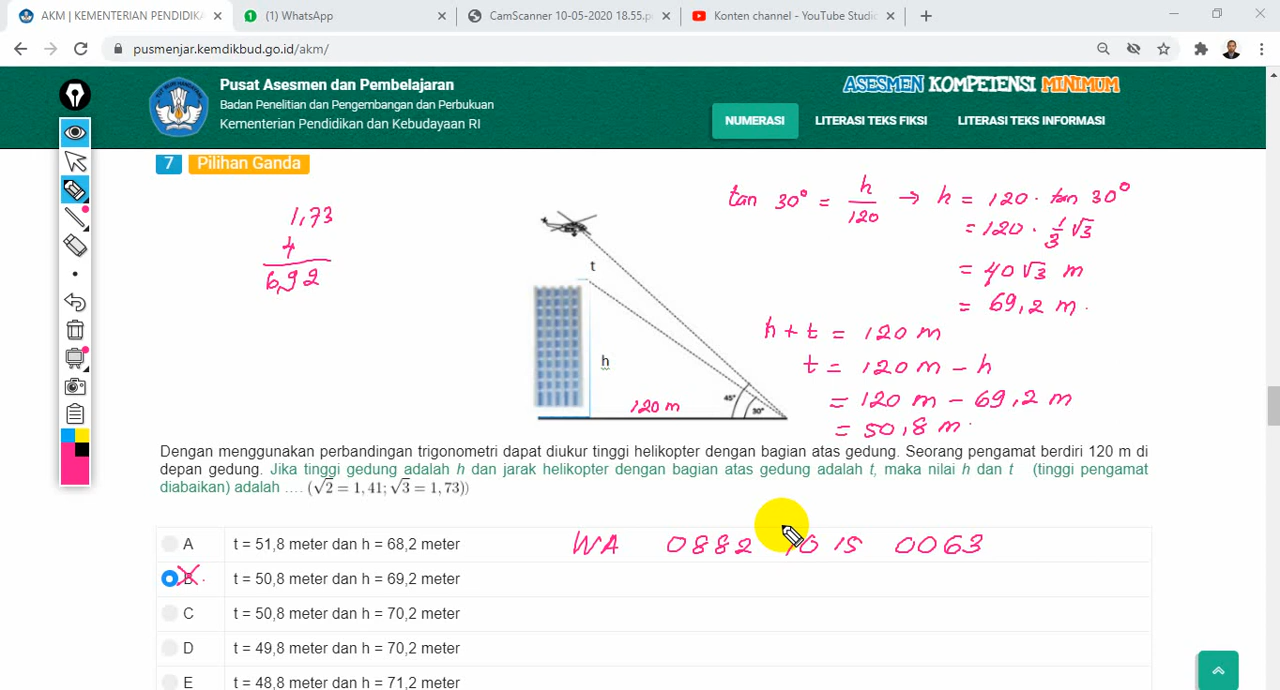 AKM | KEMENTERIAN PENDIDIKA
(1) WhatsApp
CamScanner 10-05-2020 18.55.p
Konten channel - YouTube Studi
pusmenjar.kemdikbud.go.id/akm/
Pusat Asesmen dan Pembelajaran
Badan Penelitian dan Pengembangan dan Perbukuan
Kementerian Pendidikan dan Kebudayaan RI
ASESMEN KOMPETENSI MINIMUM
NUMERASI
LITERASI TEKS FIKSI
LITERASI TEKS INFORMASI
7 Pilihan Ganda
1,73
4
6,92
t
h
120 m
45°
30°
tan 30° = h/120 → h = 120 . tan 30°
= 120 . 1/3 √3
= 40 √3 m
= 69,2 m .
h + t = 120 m
t = 120 m - h
= 120 m - 69,2 m
= 50,8 m .
Dengan menggunakan perbandingan trigonometri dapat diukur tinggi helikopter dengan bagian atas gedung. Seorang pengamat berdiri 120 m di
depan gedung. Jika tinggi gedung adalah h dan jarak helikopter dengan bagian atas gedung adalah t, maka nilai h dan t (tinggi pengamat
diabaikan) adalah .... (√2 = 1, 41; √3 = 1, 73))
A t = 51,8 meter dan h = 68,2 meter
WA 0882 1015 0063
B t = 50,8 meter dan h = 69,2 meter
C t = 50,8 meter dan h = 70,2 meter
D t = 49,8 meter dan h = 70,2 meter
E t = 48,8 meter dan h = 71,2 meter